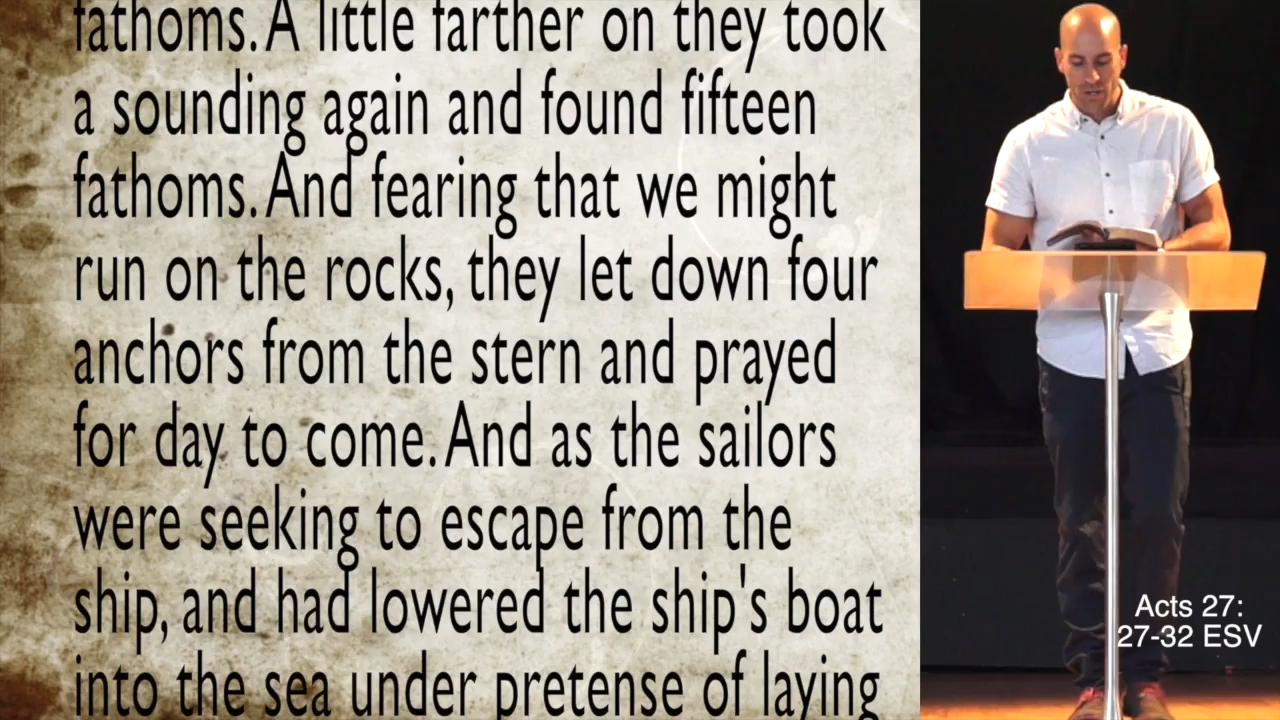 fathoms. A little farther on they took
a sounding again and found fifteen
fathoms. And fearing that we might
run on the rocks, they let down four
anchors from the stern and prayed
for day to come. And as the sailors
were seeking to escape from the
ship, and had lowered the ship's boat
into the sea under pretense of laying
Acts 27:
27-32 ESV